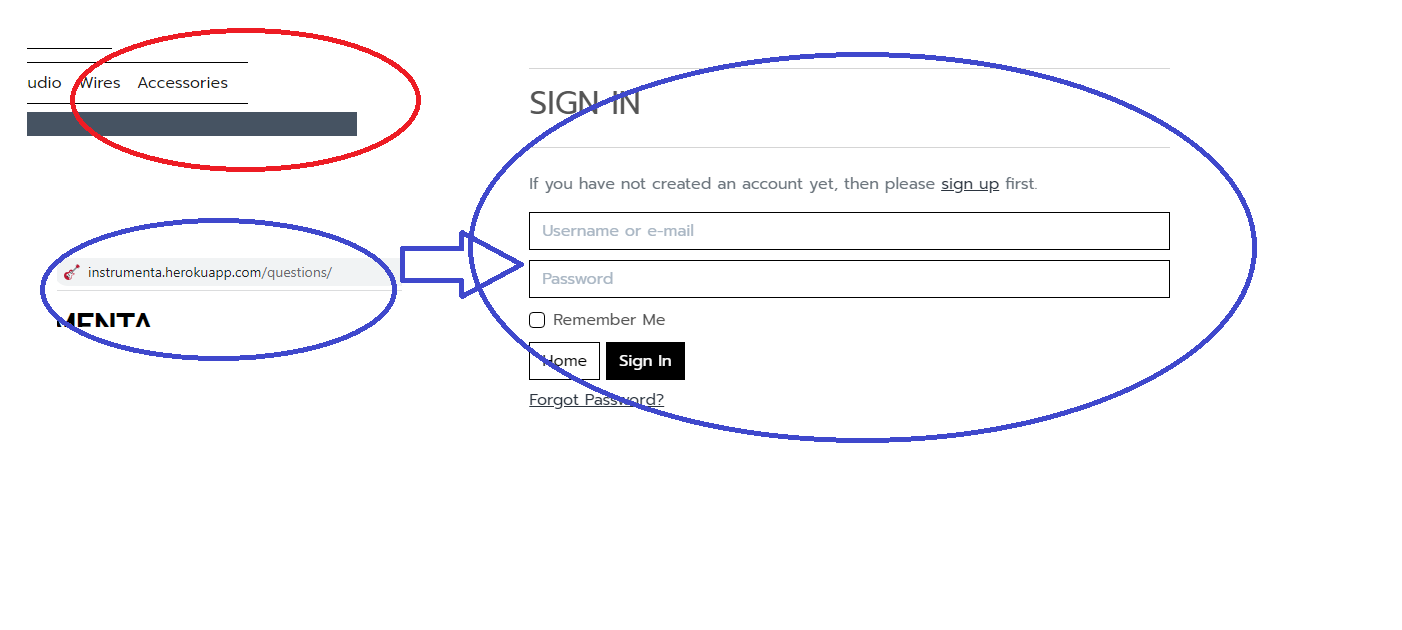 udio Wires Accessories
instrumenta.herokuapp.com/questions/
MENTA
SIGN IN
If you have not created an account yet, then please sign up first.
Username or e-mail
Password
Remember Me
Home Sign In
Forgot Password?